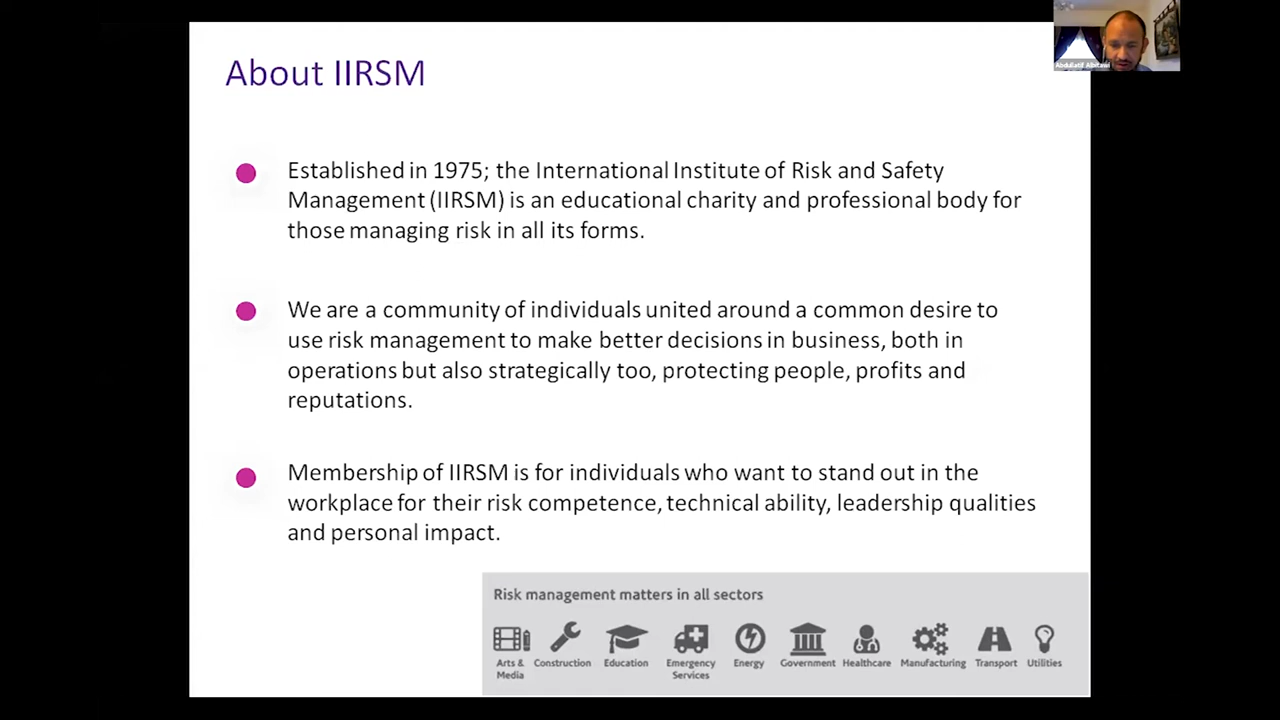 About IIRSM
Abdullatif Albitawi
Established in 1975; the International Institute of Risk and Safety
Management (IIRSM) is an educational charity and professional body for
those managing risk in all its forms.
We are a community of individuals united around a common desire to
use risk management to make better decisions in business, both in
operations but also strategically too, protecting people, profits and
reputations.
Membership of IIRSM is for individuals who want to stand out in the
workplace for their risk competence, technical ability, leadership qualities
and personal impact.
Risk management matters in all sectors
Arts & Construction Education Emergency Energy Government Healthcare Manufacturing Transport Utilities
Media Services